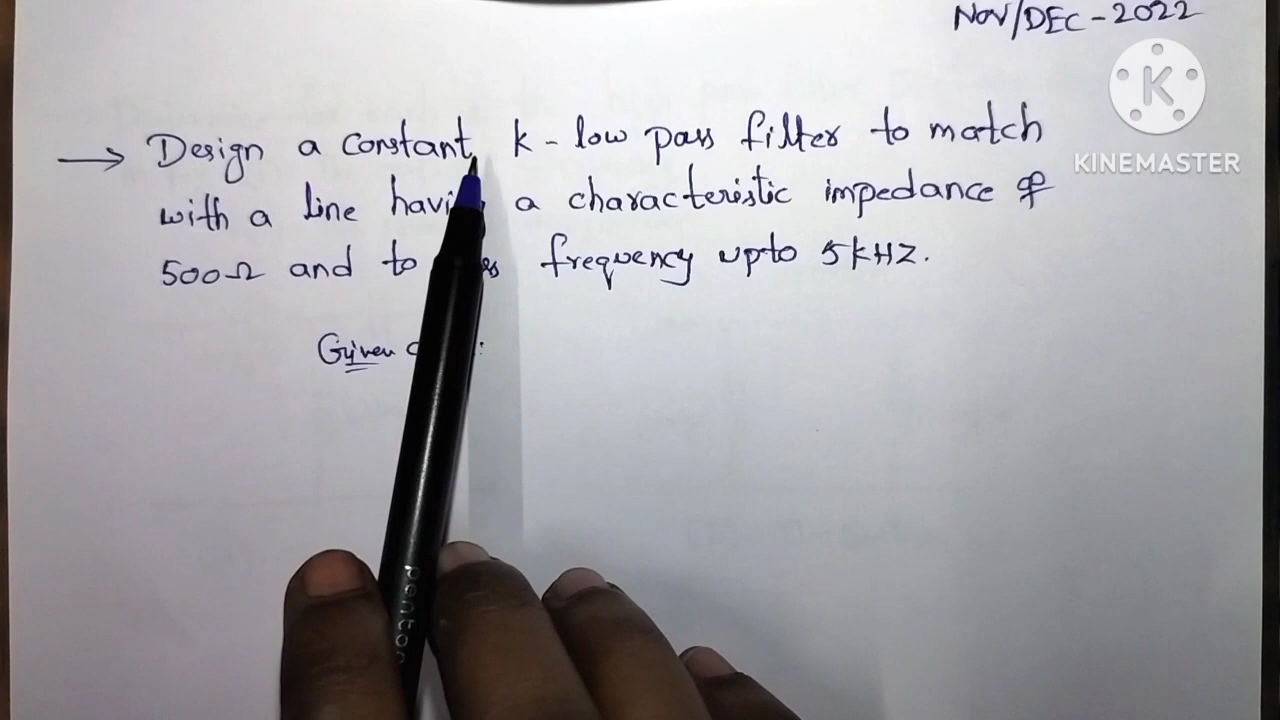 Nov/DEC-2022
K
KINEMASTER
→ Design a constant k-low pass filter to match
with a line a characteristic impedance of
500Ω and to frequency upto 5kHZ.
Given
pentor